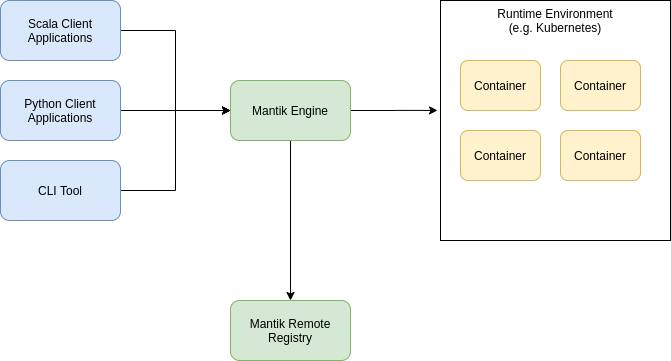 Scala Client
Applications
Python Client
Applications
CLI Tool
Mantik Engine
Mantik Remote
Registry
Runtime Environment
(e.g. Kubernetes)
Container
Container
Container
Container